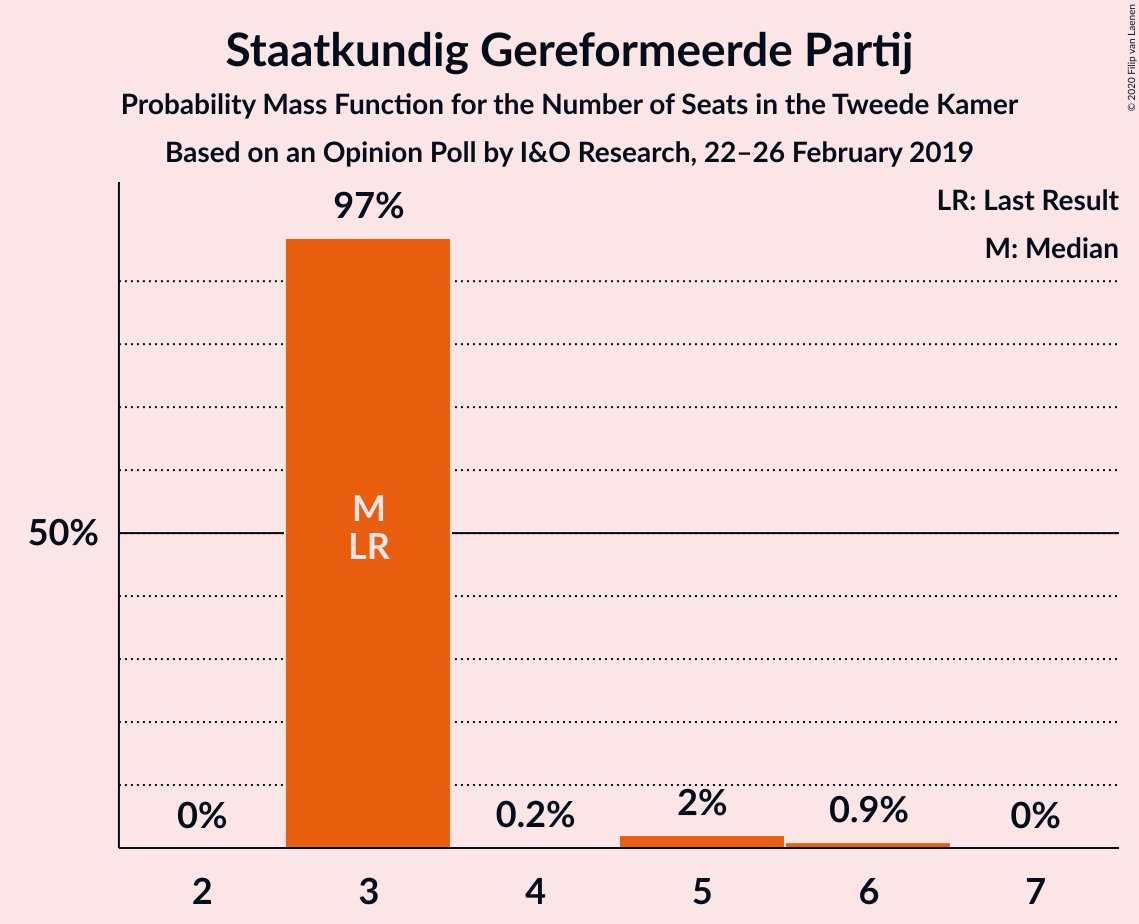 Staatkundig Gereformeerde Partij
Probability Mass Function for the Number of Seats in the Tweede Kamer
Based on an Opinion Poll by I&O Research, 22–26 February 2019
© 2020 Filip van Laenen
LR: Last Result
M: Median
97%
M
LR
50%
0%
0.2%
2%
0.9%
0%
2
3
4
5
6
7